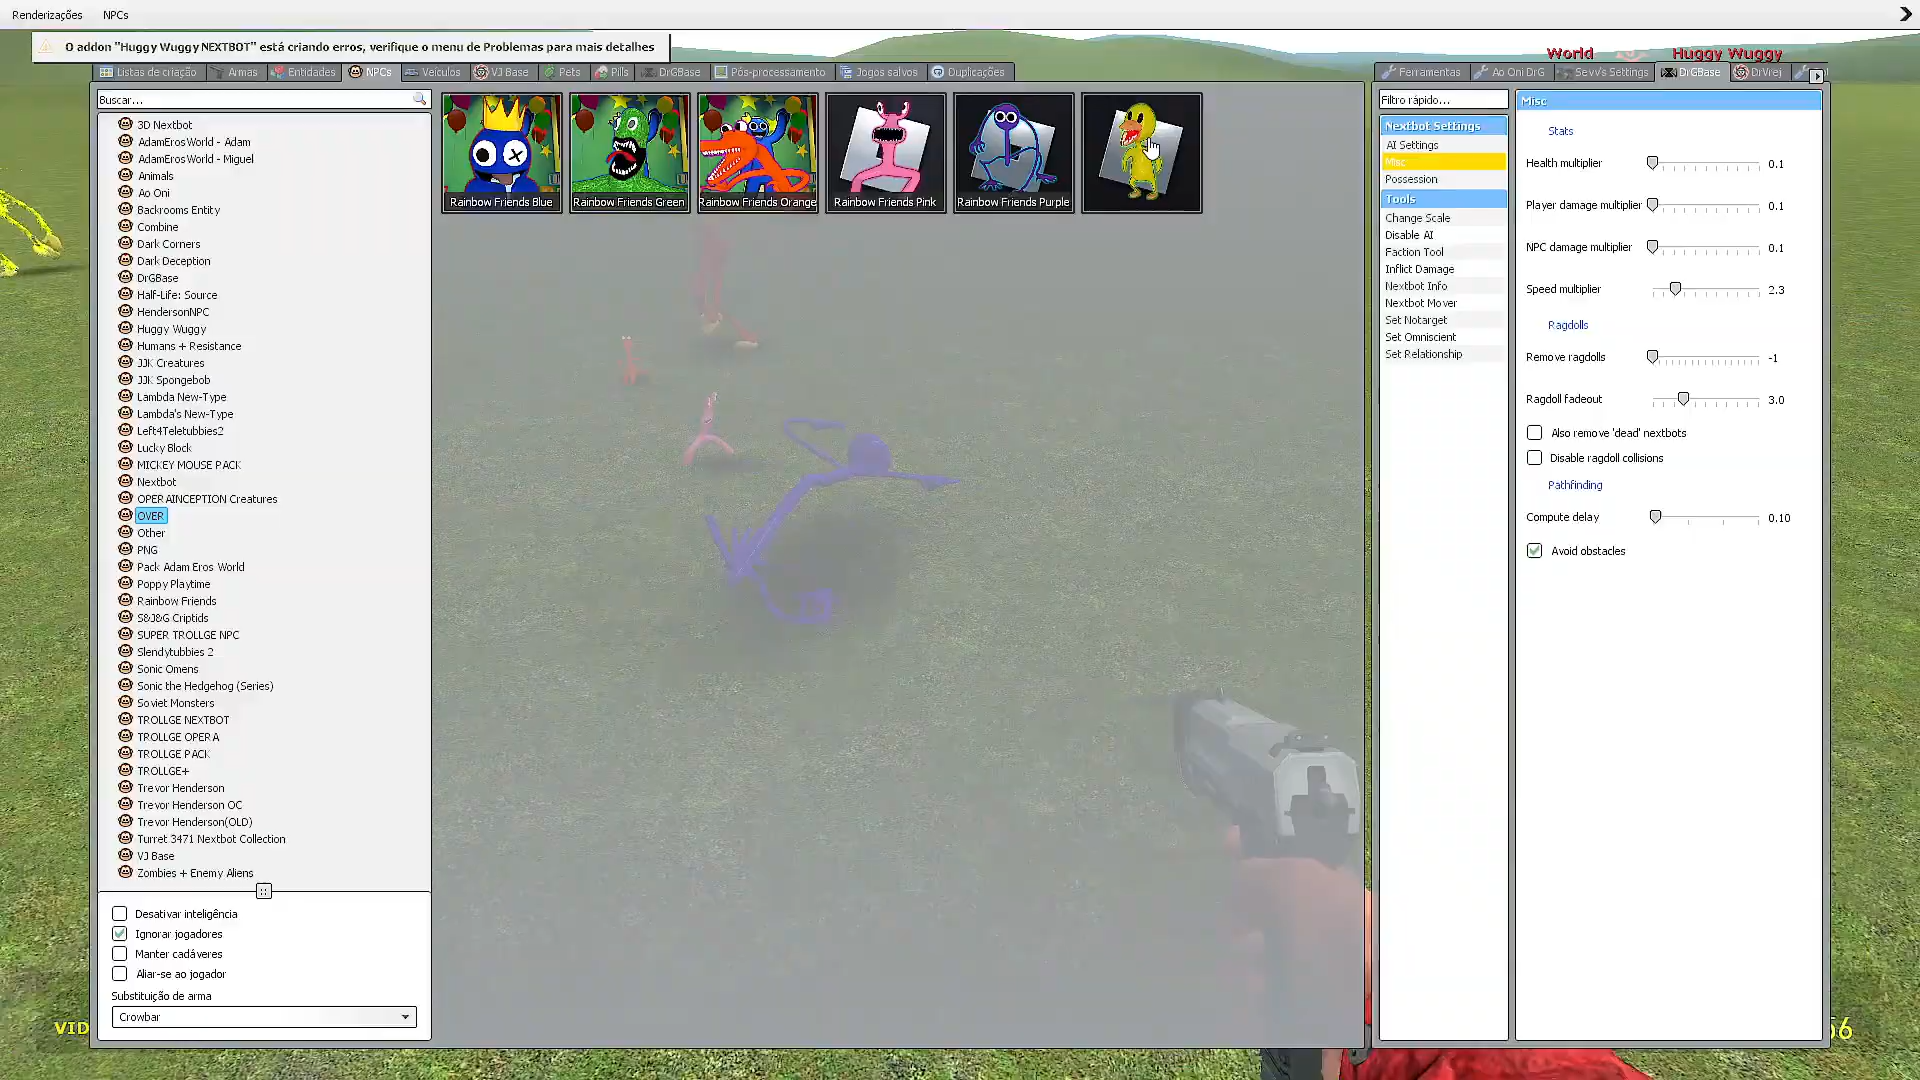 Renderizações NPCs
O addon "Huggy Wuggy NEXTBOT" está criando erros, verifique o menu de Problemas para mais detalhes
World Huggy Wuggy
Listas de criação Armas Entidades NPCs Veículos VJ Base Pets Pills DrGBase Pós-processamento Jogos salvos Duplicações
Buscar...
3D Nextbot
AdamErosWorld - Adam
AdamErosWorld - Miguel
Animals
Ao Oni
Backrooms Entity
Combine
Dark Corners
Dark Deception
DrGBase
Half-Life: Source
HendersonNPC
Huggy Wuggy
Humans + Resistance
JJK Creatures
JJK Spongebob
Lambda New-Type
Lambda's New-Type
Left4Teletubbies2
Lucky Block
MICKEY MOUSE PACK
Nextbot
OPERAINCEPTION Creatures
OVER
Other
PNG
Pack Adam Eros World
Poppy Playtime
Rainbow Friends
S&J&G Criptids
SUPER TROLLGE NPC
Slendytubbies 2
Sonic Omens
Sonic the Hedgehog (Series)
Soviet Monsters
TROLLGE NEXTBOT
TROLLGE OPERA
TROLLGE PACK
TROLLGE+
Trevor Henderson
Trevor Henderson OC
Trevor Henderson(OLD)
Turret 3471 Nextbot Collection
VJ Base
Zombies + Enemy Aliens
Desativar inteligência
Ignorar jogadores
Manter cadáveres
Aliar-se ao jogador
Substituição de arma
Crowbar
VID
Rainbow Friends Blue Rainbow Friends Green Rainbow Friends Orange Rainbow Friends Pink Rainbow Friends Purple
Ferramentas Ao Oni DrG Sevv's Settings DrGBase DrVrej
Filtro rápido...
Nextbot Settings
AI Settings
Misc
Possession
Tools
Change Scale
Disable AI
Faction Tool
Inflict Damage
Nextbot Info
Nextbot Mover
Set Notarget
Set Omniscient
Set Relationship
Misc
Stats
Health multiplier 0.1
Player damage multiplier 0.1
NPC damage multiplier 0.1
Speed multiplier 2.3
Ragdolls
Remove ragdolls -1
Ragdoll fadeout 3.0
Also remove 'dead' nextbots
Disable ragdoll collisions
Pathfinding
Compute delay 0.10
Avoid obstacles